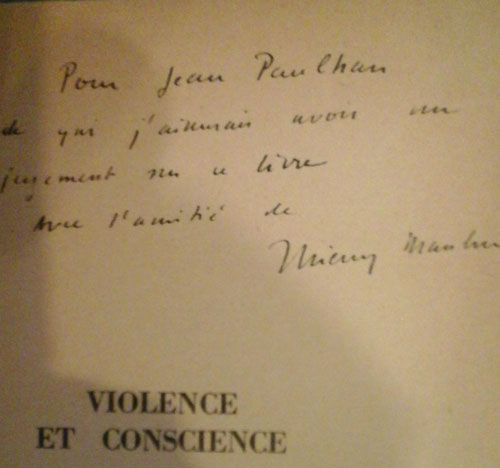 Pour Jean Paulhan
de qui j'aimerais avoir un
jugement sur ce livre
Avec l'amitié de
Thierry Maulnier
VIOLENCE
ET CONSCIENCE